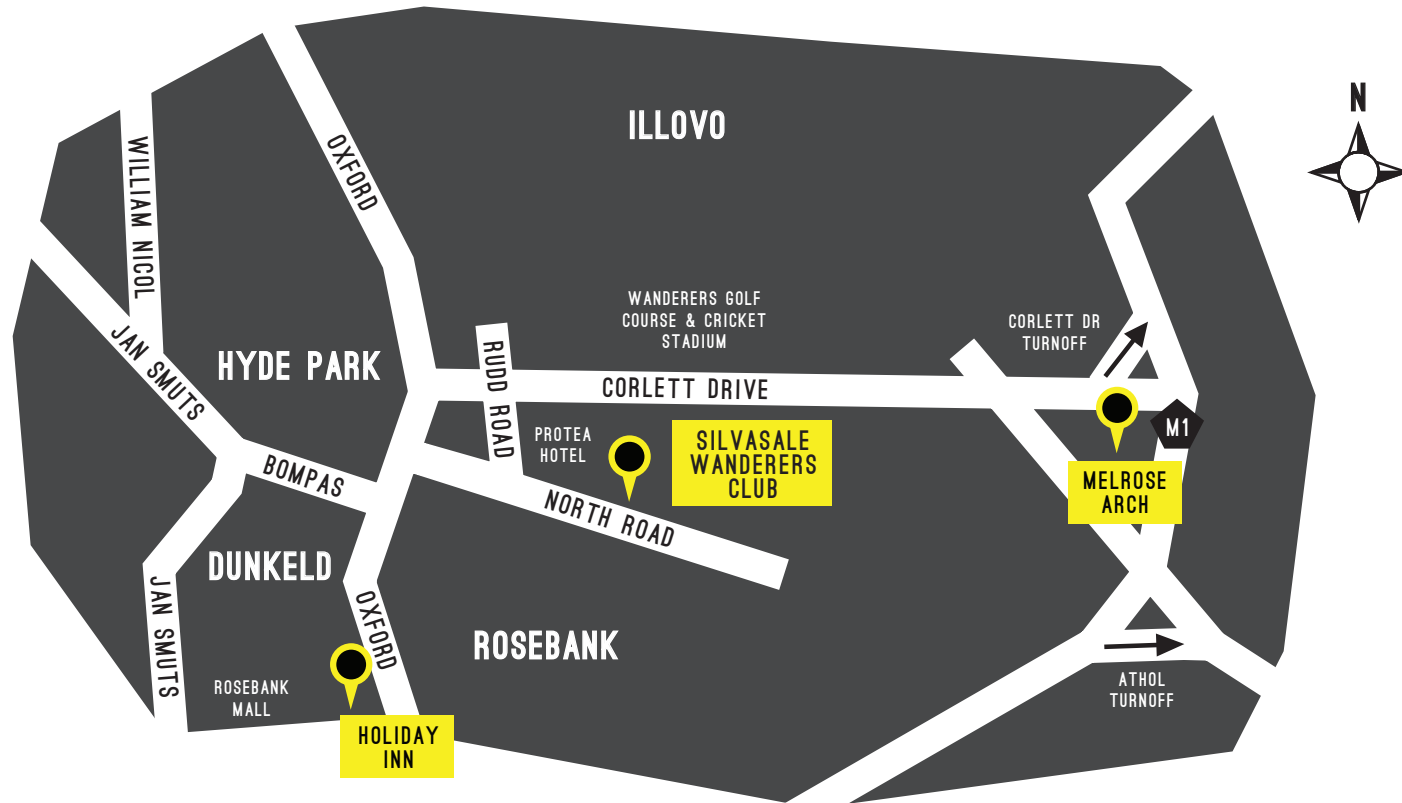 N
ILLOVO
OXFORD
WILLIAM NICOL
WANDERERS GOLF
COURSE & CRICKET
STADIUM
CORLETT DR
TURNOFF
JAN SMUTS
HYDE PARK
RUDD ROAD
CORLETT DRIVE
M1
PROTEA
HOTEL
SILVASALE
WANDERERS
CLUB
MELROSE
ARCH
BOMPAS
NORTH ROAD
DUNKELD
JAN SMUTS
OXFORD
ROSEBANK
ROSEBANK
MALL
ATHOL
TURNOFF
HOLIDAY
INN